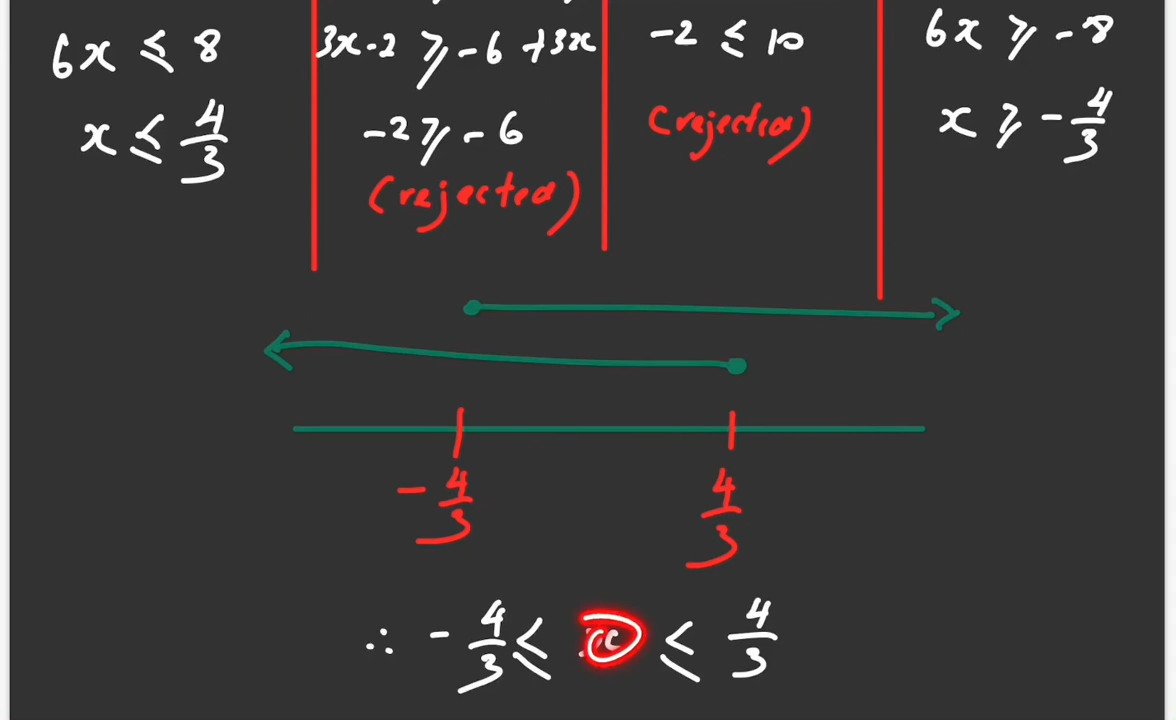 6x ≤ 8
x ≤ 4/3
3x - 2 ⩾ - 6 + 3x
-2 ⩾ - 6
(rejected)
-2 ≤ 10
(rejected)
6x ⩾ - 8
x ⩾ - 4/3
- 4/3
4/3
∴ - 4/3 ≤ x ≤ 4/3